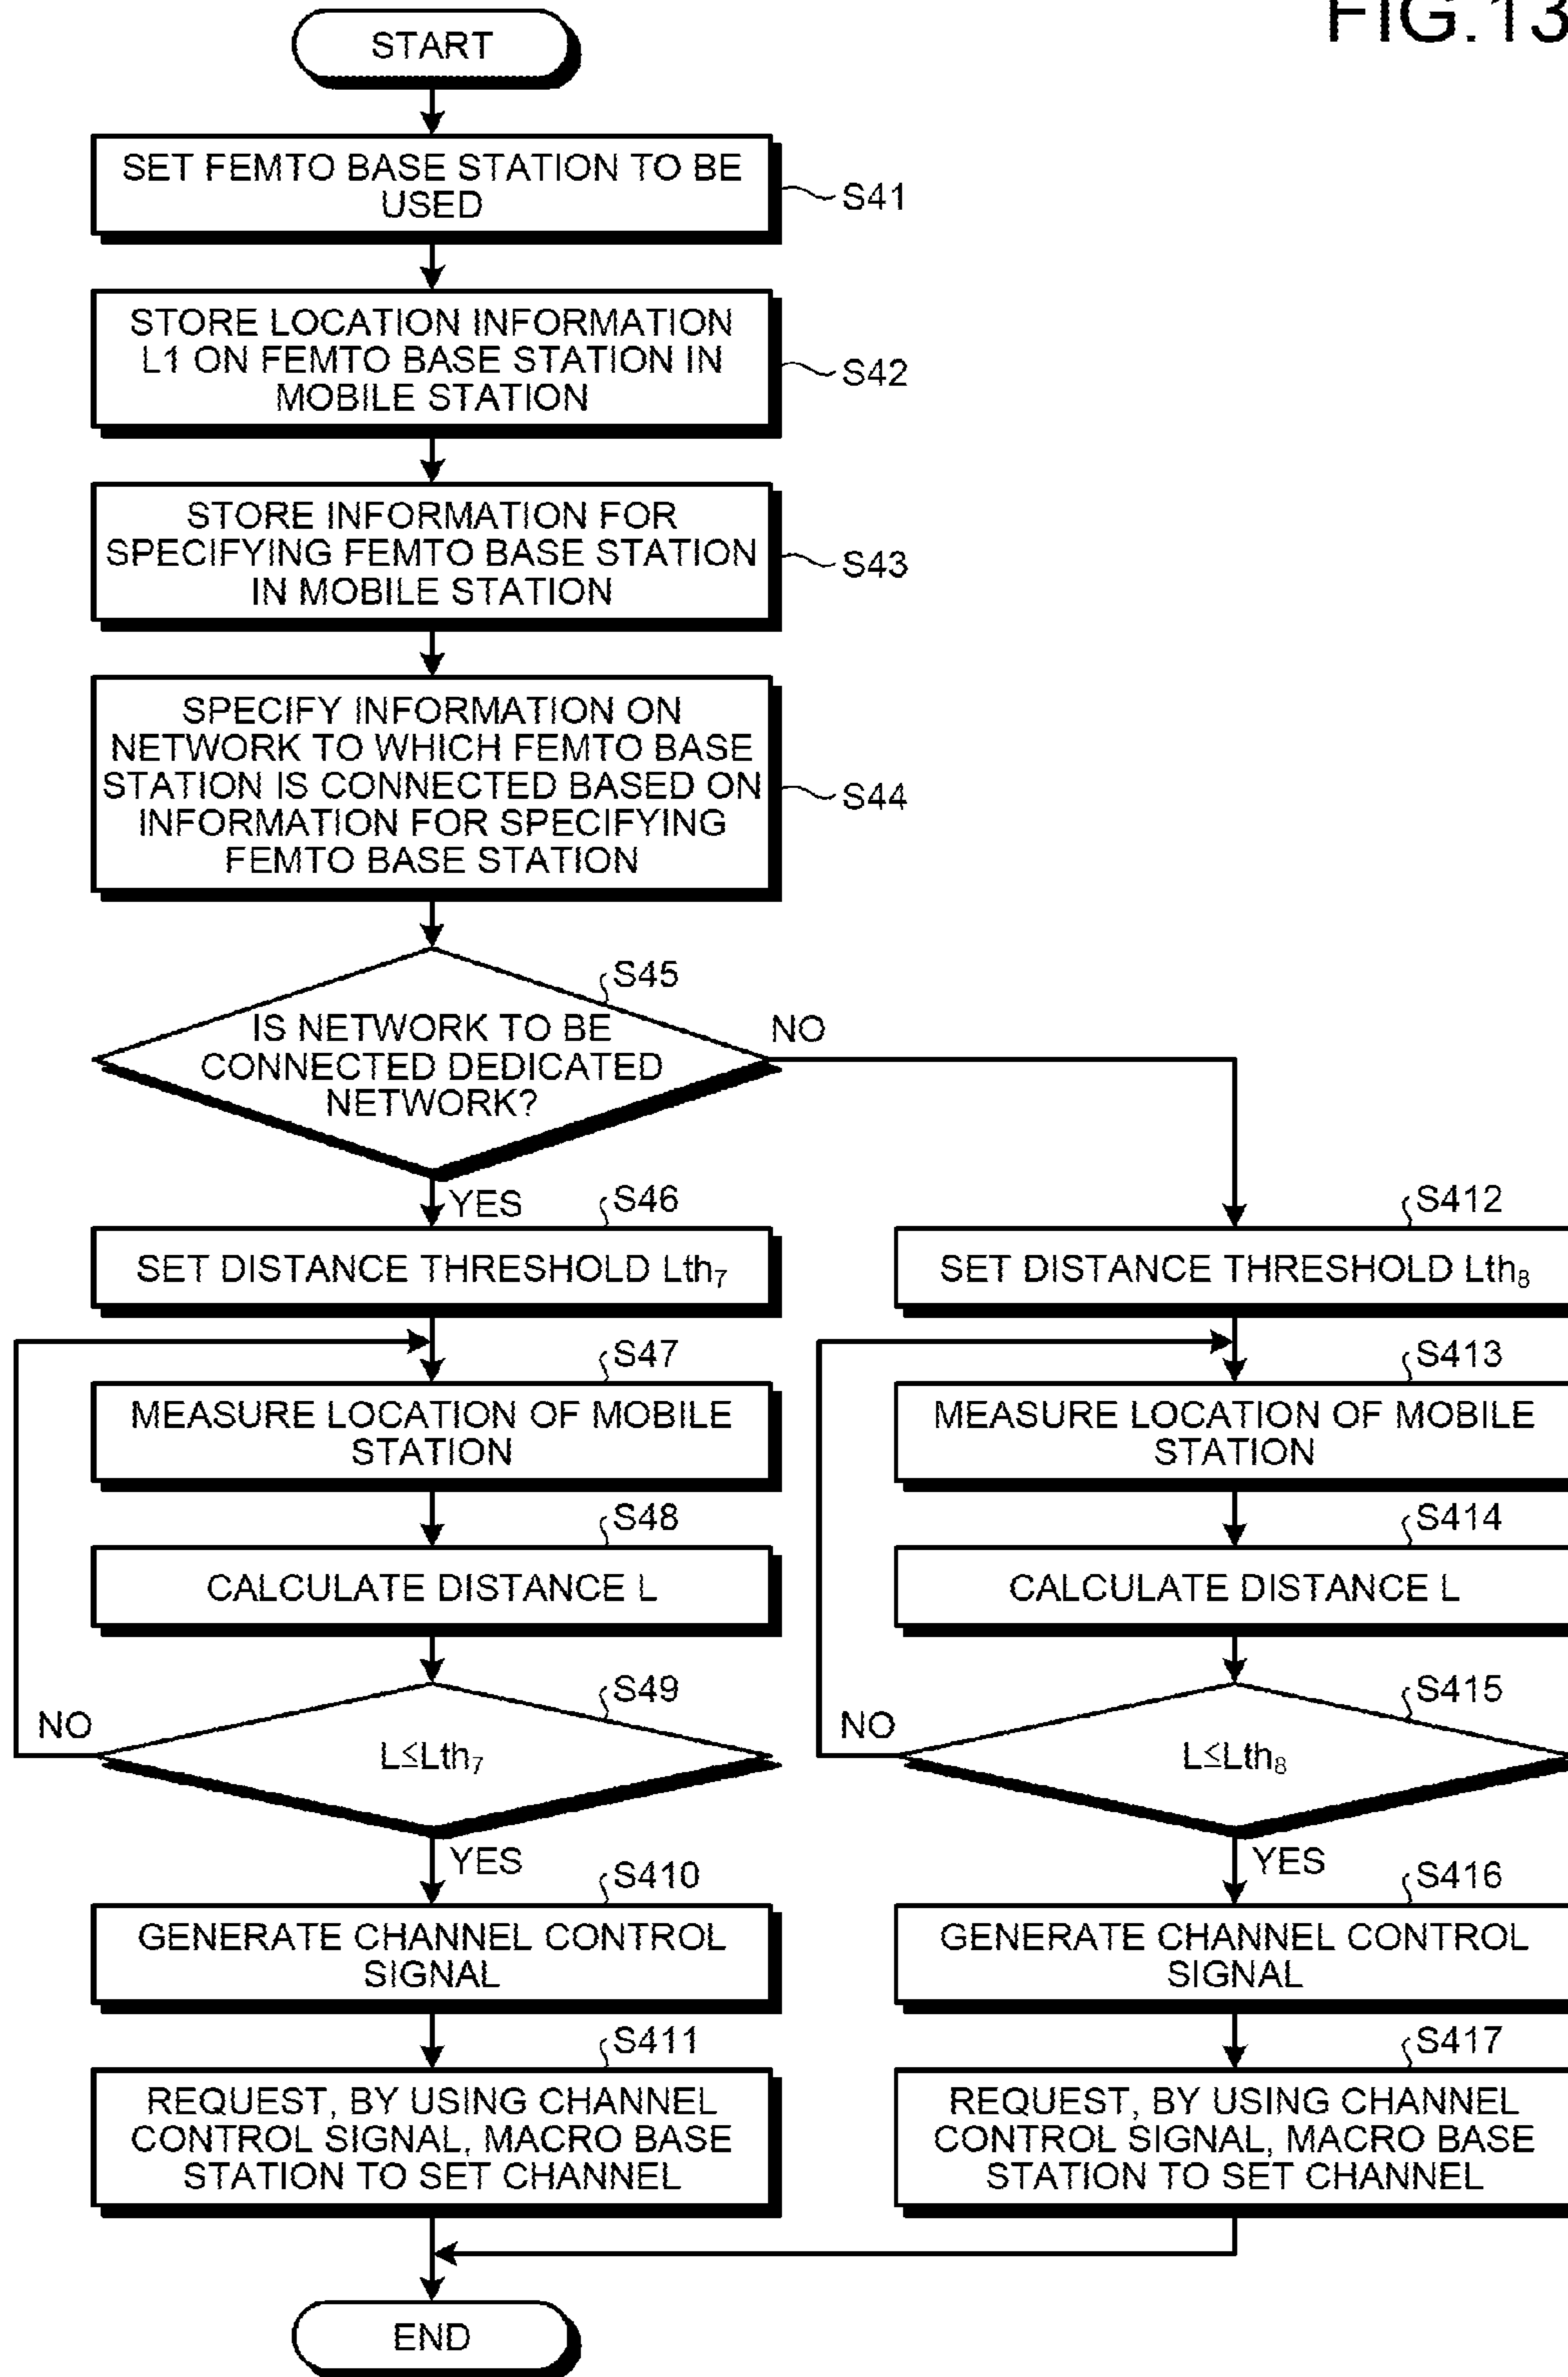 FIG.13
START
SET FEMTO BASE STATION TO BE
USED
S41
STORE LOCATION INFORMATION
L1 ON FEMTO BASE STATION IN
MOBILE STATION
S42
STORE INFORMATION FOR
SPECIFYING FEMTO BASE STATION
IN MOBILE STATION
S43
SPECIFY INFORMATION ON
NETWORK TO WHICH FEMTO BASE
STATION IS CONNECTED BASED ON
INFORMATION FOR SPECIFYING
FEMTO BASE STATION
S44
S45
IS NETWORK TO BE
CONNECTED DEDICATED
NETWORK?
NO
YES
S46
SET DISTANCE THRESHOLD Lth₇
S47
MEASURE LOCATION OF MOBILE
STATION
S48
CALCULATE DISTANCE L
S49
NO
L≦Lth₇
YES
S410
GENERATE CHANNEL CONTROL
SIGNAL
S411
REQUEST, BY USING CHANNEL
CONTROL SIGNAL, MACRO BASE
STATION TO SET CHANNEL
S412
SET DISTANCE THRESHOLD Lth₈
S413
MEASURE LOCATION OF MOBILE
STATION
S414
CALCULATE DISTANCE L
S415
NO
L≦Lth₈
YES
S416
GENERATE CHANNEL CONTROL
SIGNAL
S417
REQUEST, BY USING CHANNEL
CONTROL SIGNAL, MACRO BASE
STATION TO SET CHANNEL
END